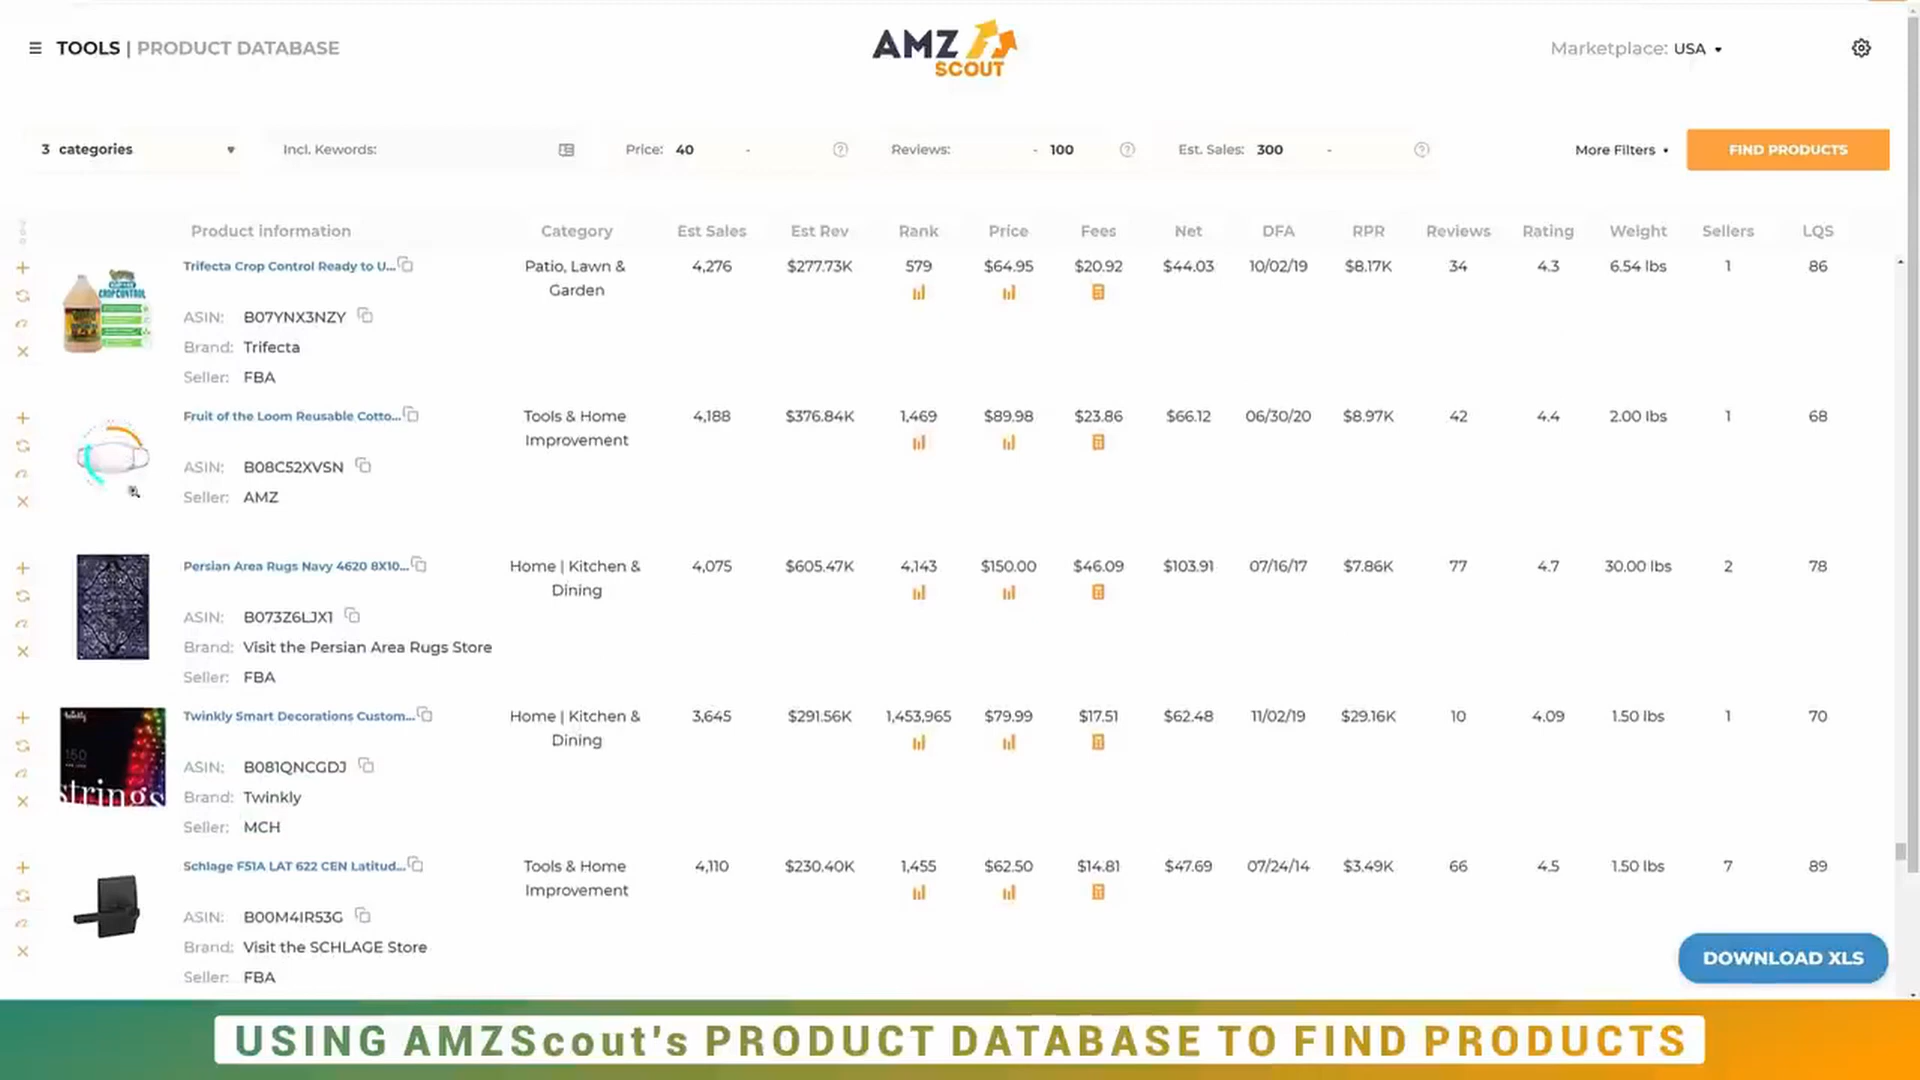 TOOLS | PRODUCT DATABASE
AMZ
SCOUT
Marketplace: USA
3 categories
Incl. Kewords:
Price: 40 -
Reviews: - 100
Est. Sales: 300 -
More Filters
FIND PRODUCTS
Product information Category Est Sales Est Rev Rank Price Fees Net DFA RPR Reviews Rating Weight Sellers LQS
Trifecta Crop Control Ready to U... Patio, Lawn & 4,276 $277.73K 579 $64.95 $20.92 $44.03 10/02/19 $8.17K 34 4.3 6.54 lbs 1 86
Garden
CROP CONTROL
ASIN: B07YNX3NZY
Brand: Trifecta
Seller: FBA
Fruit of the Loom Reusable Cotto... Tools & Home 4,188 $376.84K 1,469 $89.98 $23.86 $66.12 06/30/20 $8.97K 42 4.4 2.00 lbs 1 68
Improvement
ASIN: B08C52XVSN
Seller: AMZ
Persian Area Rugs Navy 4620 8X10... Home | Kitchen & 4,075 $605.47K 4,143 $150.00 $46.09 $103.91 07/16/17 $7.86K 77 4.7 30.00 lbs 2 78
Dining
ASIN: B073Z6LJX1
Brand: Visit the Persian Area Rugs Store
Seller: FBA
Twinkly Smart Decorations Custom... Home | Kitchen & 3,645 $291.56K 1,453,965 $79.99 $17.51 $62.48 11/02/19 $29.16K 10 4.09 1.50 lbs 1 70
Dining
twinkly
150
strings
ASIN: B081QNCGDJ
Brand: Twinkly
Seller: MCH
Schlage F51A LAT 622 CEN Latitud... Tools & Home 4,110 $230.40K 1,455 $62.50 $14.81 $47.69 07/24/14 $3.49K 66 4.5 1.50 lbs 7 89
Improvement
ASIN: B00M4IR53G
Brand: Visit the SCHLAGE Store
Seller: FBA
DOWNLOAD XLS
USING AMZScout's PRODUCT DATABASE TO FIND PRODUCTS